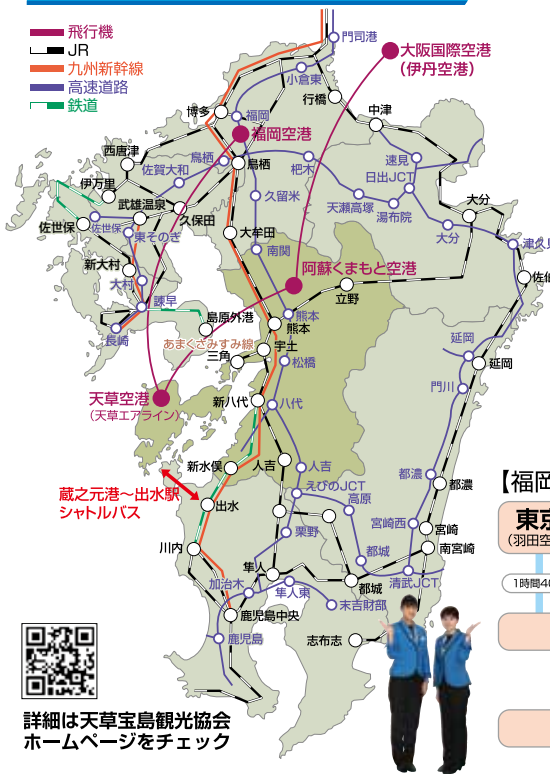 飛行機
JR
九州新幹線
高速道路
鉄道
門司港
大阪国際空港
(伊丹空港)
小倉東
行橋
博多
福岡
中津
福岡空港
西唐津
鳥栖
鳥栖
杷木
速見
佐賀大和
日出JCT
伊万里
武雄温泉
久留米
天瀬高塚
湯布院
久保田
大分
佐世保
佐世保
東そのぎ
大牟田
大分
南関
津久見
新大村
阿蘇くまもと空港
大村
立野
佐伯
諫早
島原外港
熊本
熊本
長崎
あまくさみすみ線
宇土
延岡
三角
松橋
延岡
天草空港
(天草エアライン)
新八代
八代
門川
新水俣
人吉
人吉
都濃
都濃
蔵之元港~出水駅
シャトルバス
えびのJCT
【福岡
出水
高原
東京
(羽田空
栗野
宮崎西
宮崎
川内
南宮崎
都城
隼人
1時間40
加治木
隼人東
都城
清武JCT
末吉財部
鹿児島中央
鹿児島
志布志
詳細は天草宝島観光協会
ホームページをチェック